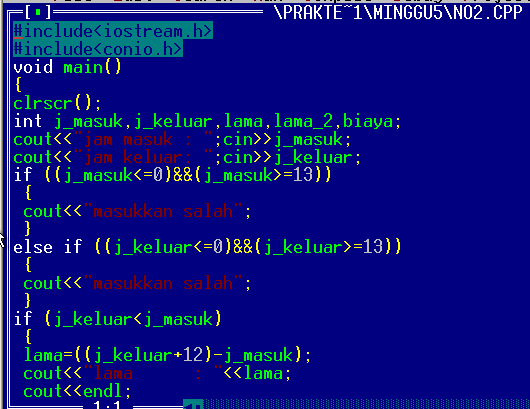 [▪] \PRAKTE~1\MINGGU5\NO2.CPP
#include<iostream.h>
#include<conio.h>
void main()
{
clrscr();
int j_masuk,j_keluar,lama,lama_2,biaya;
cout<<"jam masuk : ";cin>>j_masuk;
cout<<"jam keluar: ";cin>>j_keluar;
if ((j_masuk<=0)&&(j_masuk>=13))
 {
 cout<<"masukkan salah";
 }
else if ((j_keluar<=0)&&(j_keluar>=13))
 {
 cout<<"masukkan salah";
 }
if (j_keluar<j_masuk)
 {
 lama=((j_keluar+12)-j_masuk);
 cout<<"lama      : "<<lama;
 cout<<endl;
1:1